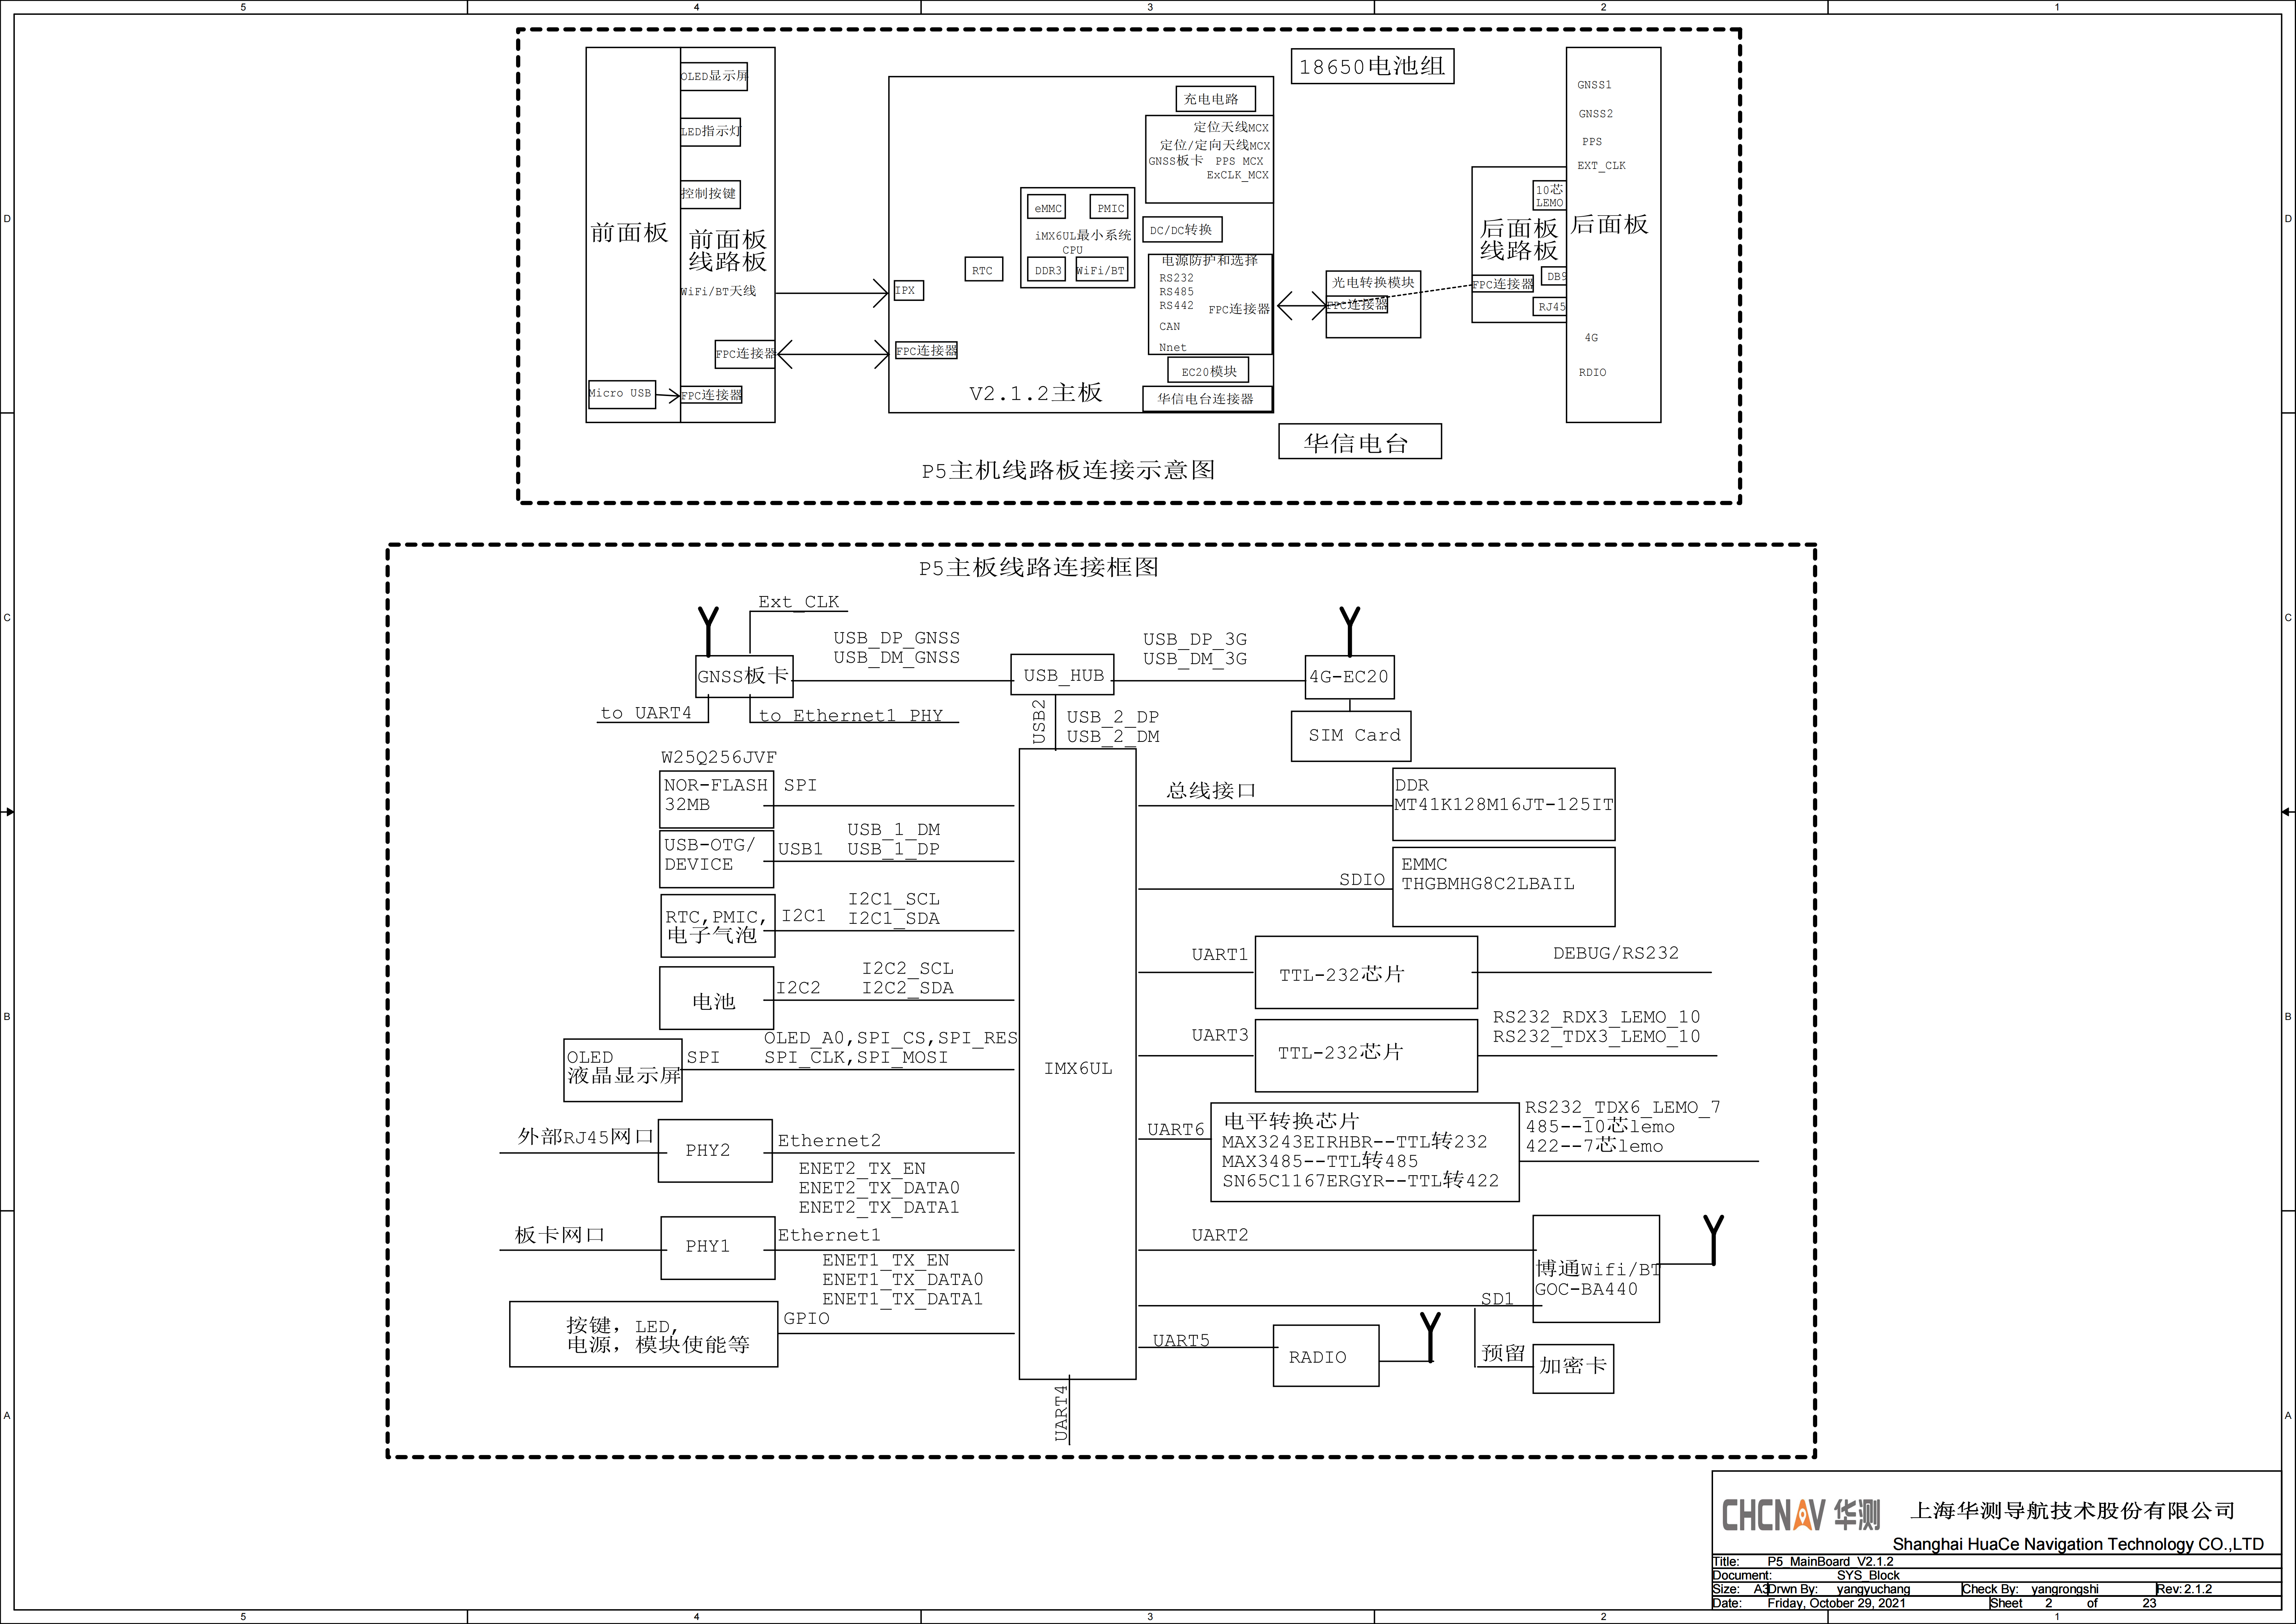 5 4 3 2 1
D
C
B
A
OLED显示屏
LED指示灯
控制按键
前面板
前面板
线路板
WiFi/BT天线
FPC连接器
Micro USB
FPC连接器
IPX
FPC连接器
RTC
eMMC
PMIC
iMX6UL最小系统
CPU
DDR3
WiFi/BT
V2.1.2主板
充电电路
定位天线MCX
定位/定向天线MCX
GNSS板卡 PPS_MCX
ExCLK_MCX
DC/DC转换
电源防护和选择
RS232
RS485
RS442
FPC连接器
CAN
Nnet
EC20模块
华信电台连接器
18650电池组
光电转换模块
FPC连接器
华信电台
后面板
线路板
10芯
LEMO
FPC连接器
DB9
RJ45
GNSS1
GNSS2
PPS
EXT_CLK
后面板
4G
RDIO
P5主机线路板连接示意图
P5主板线路连接框图
Ext_CLK
USB_DP_GNSS
USB_DM_GNSS
GNSS板卡
to UART4
to Ethernet1_PHY
USB_HUB
USB_DP_3G
USB_DM_3G
4G-EC20
SIM Card
USB2
USB_2_DP
USB_2_DM
W25Q256JVF
NOR-FLASH
32MB
SPI
USB-OTG/
DEVICE
USB1
USB_1_DM
USB_1_DP
RTC,PMIC,
电子气泡
I2C1
I2C1_SCL
I2C1_SDA
电池
I2C2
I2C2_SCL
I2C2_SDA
OLED
液晶显示屏
SPI
OLED_A0,SPI_CS,SPI_RES
SPI_CLK,SPI_MOSI
外部RJ45网口
PHY2
Ethernet2
ENET2_TX_EN
ENET2_TX_DATA0
ENET2_TX_DATA1
板卡网口
PHY1
Ethernet1
ENET1_TX_EN
ENET1_TX_DATA0
ENET1_TX_DATA1
按键，LED,
电源，模块使能等
GPIO
IMX6UL
UART4
总线接口
DDR
MT41K128M16JT-125IT
SDIO
EMMC
THGBMHG8C2LBAIL
UART1
TTL-232芯片
DEBUG/RS232
UART3
TTL-232芯片
RS232_RDX3_LEMO_10
RS232_TDX3_LEMO_10
UART6
电平转换芯片
MAX3243EIRHBR--TTL转232
MAX3485--TTL转485
SN65C1167ERGYR--TTL转422
RS232_TDX6_LEMO_7
485--10芯lemo
422--7芯lemo
UART2
博通Wifi/BT
GOC-BA440
SD1
预留
加密卡
UART5
RADIO
CHCNAV 华测
上海华测导航技术股份有限公司
Shanghai HuaCe Navigation Technology CO.,LTD
Title: P5_MainBoard_V2.1.2
Document: SYS_Block
Size: A3 Drwn By: yangyuchang Check By: yangrongshi Rev: 2.1.2
Date: Friday, October 29, 2021 Sheet 2 of 23
D
C
B
A
5 4 3 2 1